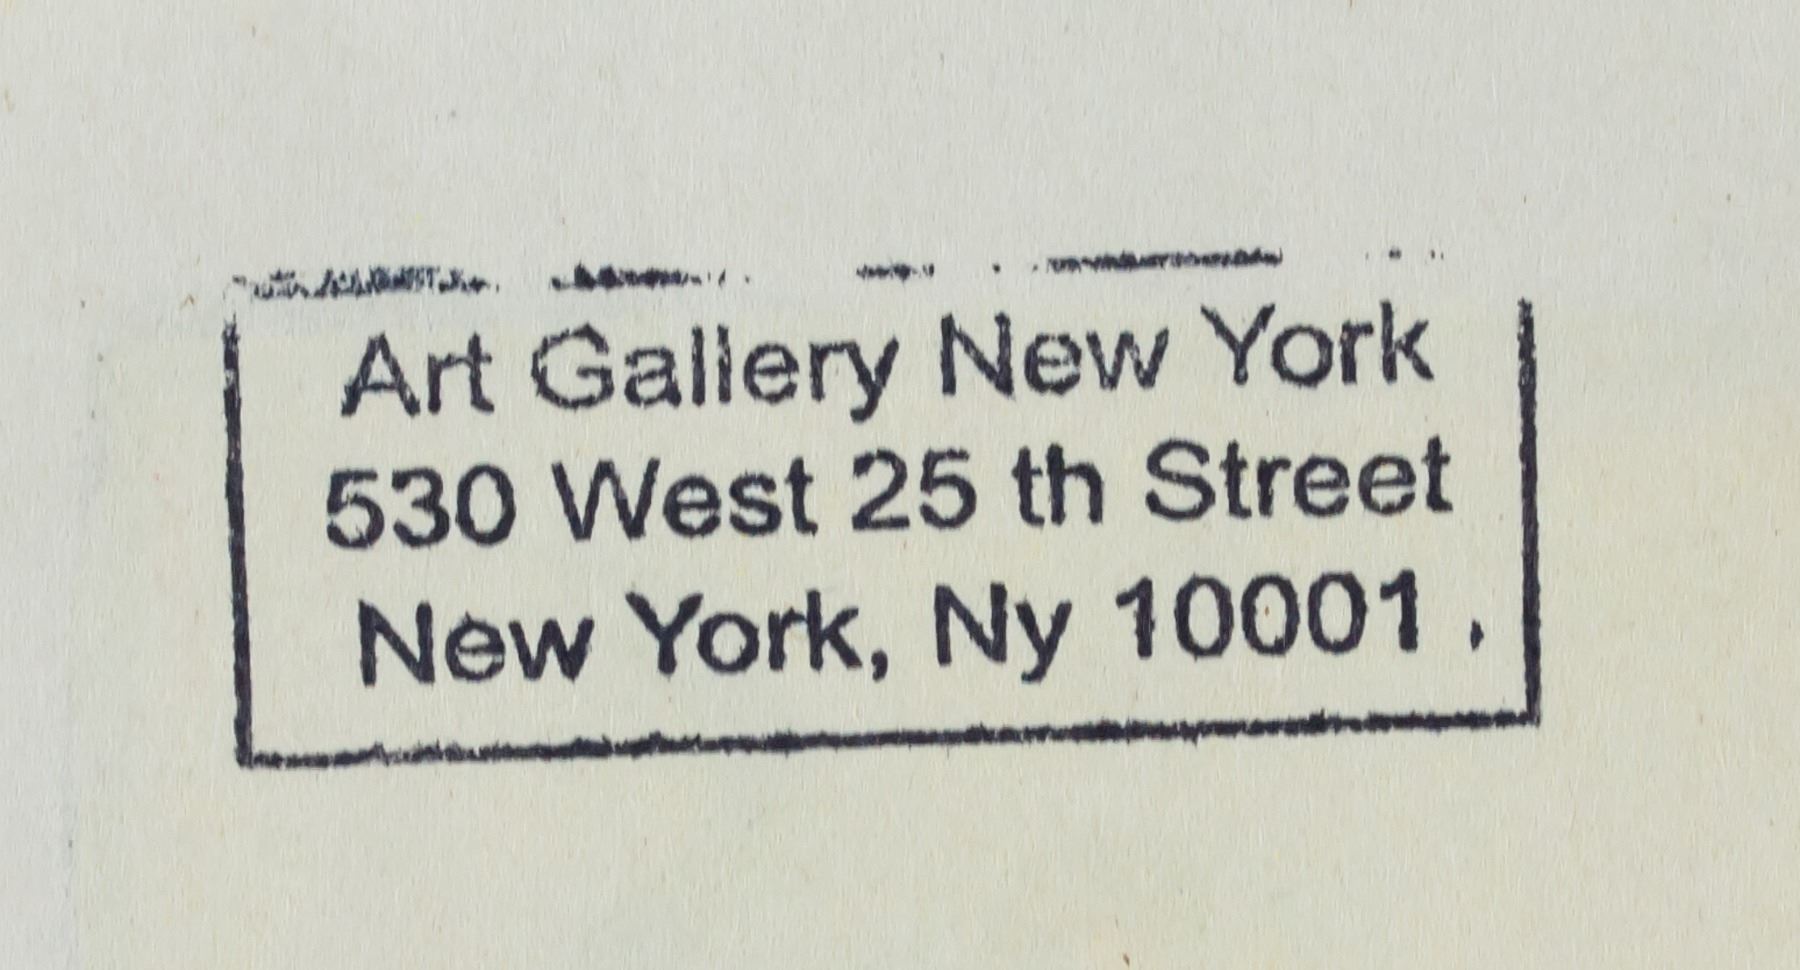 Art Gallery New York
530 West 25 th Street
New York, Ny 10001 .